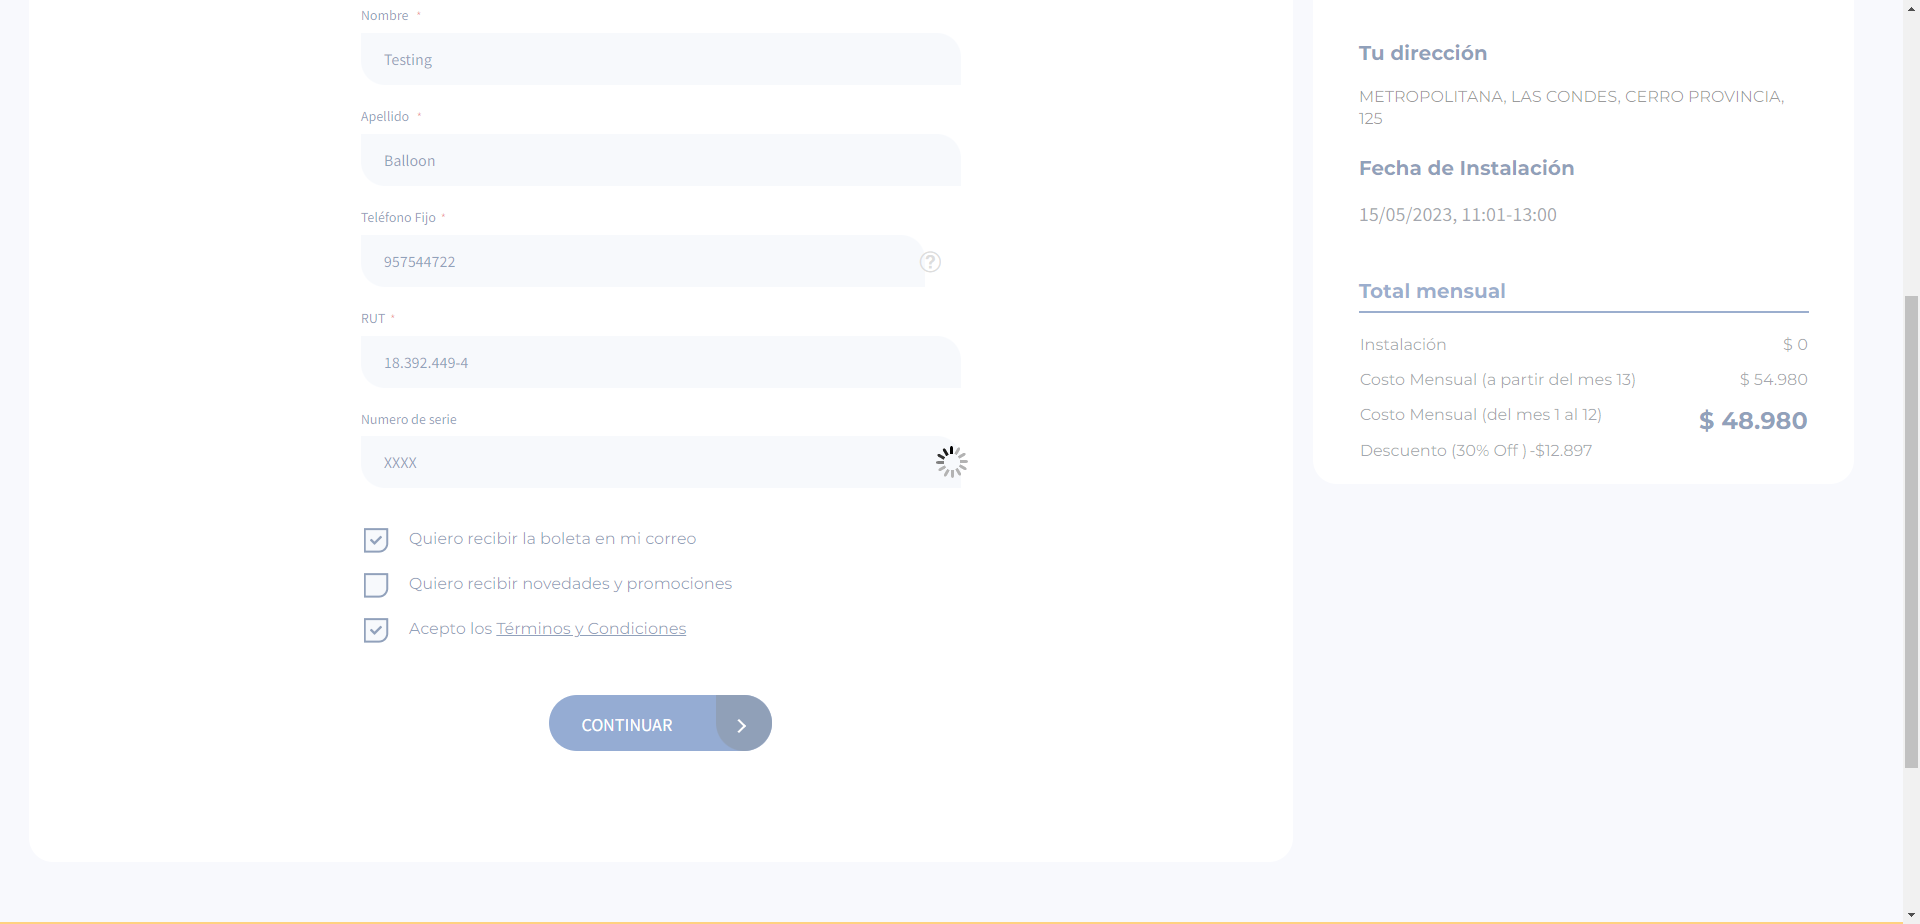 Nombre *
Testing
Apellido *
Balloon
Teléfono Fijo *
957544722
?
RUT *
18.392.449-4
Numero de serie
XXXX
Quiero recibir la boleta en mi correo
Quiero recibir novedades y promociones
Acepto los Términos y Condiciones
CONTINUAR
Tu dirección
METROPOLITANA, LAS CONDES, CERRO PROVINCIA,
125
Fecha de Instalación
15/05/2023, 11:01-13:00
Total mensual
Instalación $ 0
Costo Mensual (a partir del mes 13) $ 54.980
Costo Mensual (del mes 1 al 12) $ 48.980
Descuento (30% Off ) -$12.897